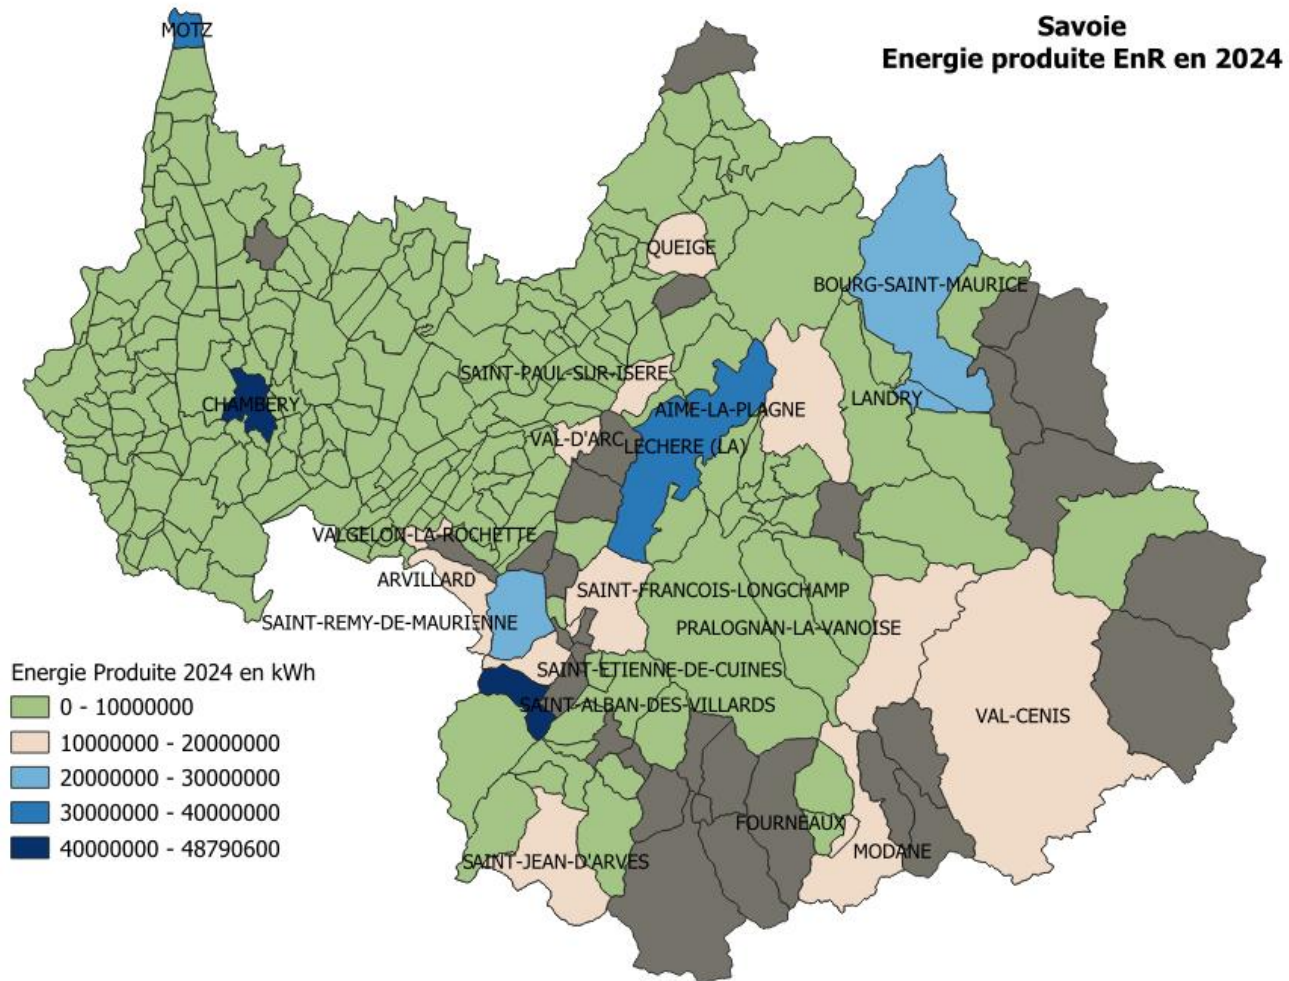 MOTZ
Savoie
Energie produite EnR en 2024
QUEIGE
BOURG-SAINT-MAURICE
SAINT-PAUL-SUR-ISERE
CHAMBERY
LANDRY
AIME-LA-PLAGNE
VAL-D'ARC
LECHERE (LA)
VALGELON-LA-ROCHETTE
ARVILLARD
SAINT-FRANCOIS-LONGCHAMP
SAINT-REMY-DE-MAURIENNE
PRALOGNAN-LA-VANOISE
SAINT-ETIENNE-DE-CUINES
SAINT-ALBAN-DES-VILLARDS
VAL-CENIS
FOURNEAUX
MODANE
SAINT-JEAN-D'ARVES
Energie Produite 2024 en kWh
0 - 10000000
10000000 - 20000000
20000000 - 30000000
30000000 - 40000000
40000000 - 48790600